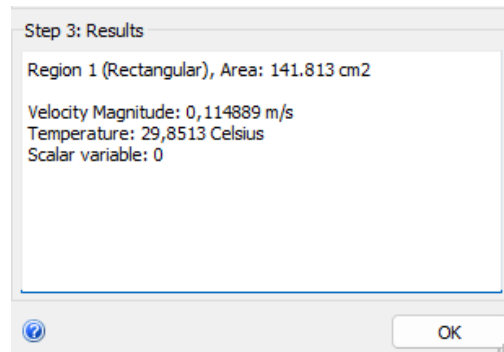 Step 3: Results
Region 1 (Rectangular), Area: 141.813 cm2
Velocity Magnitude: 0,114889 m/s
Temperature: 29,8513 Celsius
Scalar variable: 0
?
OK